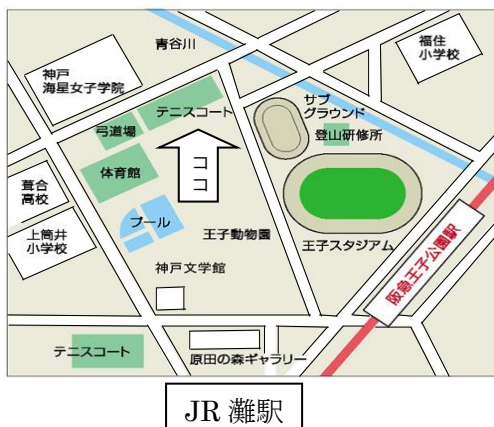 青谷川
福住
小学校
神戸
海星女子学院
サブ
グラウンド
テニスコート
弓道場
登山研修所
体育館
ココ
葺合
高校
プール
上筒井
小学校
王子動物園
王子スタジアム
阪急王子公園駅
神戸文学館
テニスコート
原田の森ギャラリー
JR 灘駅